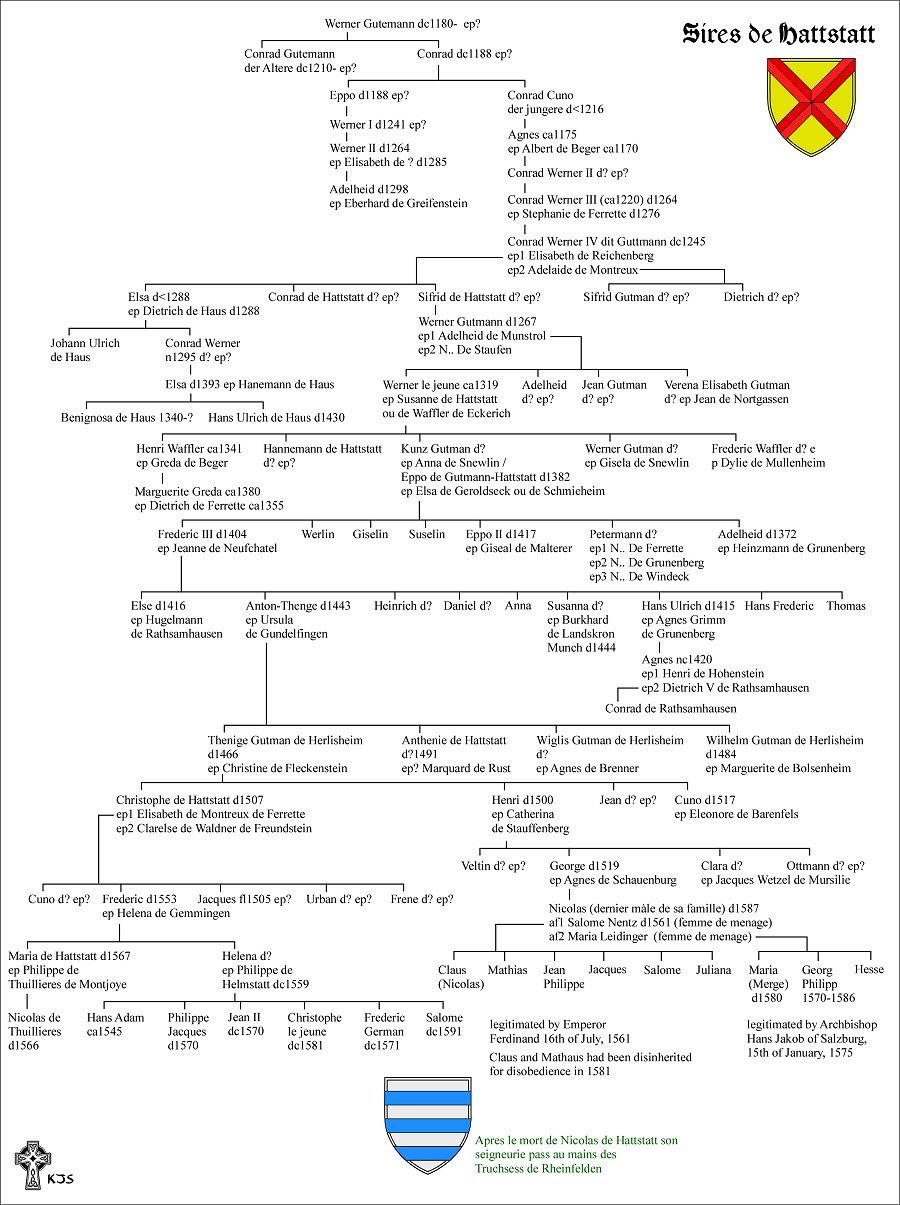 Sires de Hattstatt
Werner Gutemann dc1180- ep?
Conrad Gutemann
der Altere dc1210- ep?
Conrad dc1188 ep?
Eppo d1188 ep?
Werner I d1241 ep?
Werner II d1264
ep Elisabeth de ? d1285
Adelheid d1298
ep Eberhard de Greifenstein
Conrad Cuno
der jungere d<1216
Agnes ca1175
ep Albert de Beger ca1170
Conrad Werner II d? ep?
Conrad Werner III (ca1220) d1264
ep Stephanie de Ferrette d1276
Conrad Werner IV dit Guttmann dc1245
ep1 Elisabeth de Reichenberg
ep2 Adelaide de Montreux
Elsa d<1288
ep Dietrich de Haus d1288
Conrad de Hattstatt d? ep?
Sifrid de Hattstatt d? ep?
Sifrid Gutman d? ep?
Dietrich d? ep?
Johann Ulrich
de Haus
Conrad Werner
n1295 d? ep?
Werner Gutmann d1267
ep1 Adelheid de Munstrol
ep2 N.. De Staufen
Elsa d1393 ep Hanemann de Haus
Benignosa de Haus 1340-?
Hans Ulrich de Haus d1430
Werner le jeune ca1319
ep Susanne de Hattstatt
ou de Waffler de Eckerich
Adelheid
d? ep?
Jean Gutman
d? ep?
Verena Elisabeth Gutman
d? ep Jean de Nortgassen
Henri Waffler ca1341
ep Greda de Beger
Marguerite Greda ca1380
ep Dietrich de Ferrette ca1355
Hannemann de Hattstatt
d? ep?
Kunz Gutman d?
ep Anna de Snewlin /
Eppo de Gutmann-Hattstatt d1382
ep Elsa de Geroldseck ou de Schmieheim
Werner Gutman d?
ep Gisela de Snewlin
Frederic Waffler d? e
p Dylie de Mullenheim
Frederic III d1404
ep Jeanne de Neufchatel
Werlin
Giselin
Suselin
Eppo II d1417
ep Giseal de Malterer
Petermann d?
ep1 N.. De Ferrette
ep2 N.. De Grunenberg
ep3 N.. De Windeck
Adelheid d1372
ep Heinzmann de Grunenberg
Else d1416
ep Hugelmann
de Rathsamhausen
Anton-Thenge d1443
ep Ursula
de Gundelfingen
Heinrich d?
Daniel d?
Anna
Susanna d?
ep Burkhard
de Landskron
Munch d1444
Hans Ulrich d1415
ep Agnes Grimm
de Grunenberg
Hans Frederic
Thomas
Agnes nc1420
ep1 Henri de Hohenstein
ep2 Dietrich V de Rathsamhausen
Conrad de Rathsamhausen
Thenige Gutman de Herlisheim
d1466
ep Christine de Fleckenstein
Anthenie de Hattstatt
d?1491
ep? Marquard de Rust
Wiglis Gutman de Herlisheim
d?
ep Agnes de Brenner
Wilhelm Gutman de Herlisheim
d1484
ep Marguerite de Bolsenheim
Christophe de Hattstatt d1507
ep1 Elisabeth de Montreux de Ferrette
ep2 Clarelse de Waldner de Freundstein
Henri d1500
ep Catherina
de Stauffenberg
Jean d? ep?
Cuno d1517
ep Eleonore de Barenfels
Veltin d? ep?
George d1519
ep Agnes de Schauenburg
Clara d?
ep Jacques Wetzel de Mursilie
Ottmann d? ep?
Cuno d? ep?
Frederic d1553
ep Helena de Gemmingen
Jacques fl1505 ep?
Urban d? ep?
Frene d? ep?
Nicolas (dernier màle de sa famille) d1587
af1 Salome Nentz d1561 (femme de menage)
af2 Maria Leidinger (femme de menage)
Maria de Hattstatt d1567
ep Philippe de
Thuillieres de Montjoye
Helena d?
ep Philippe de
Helmstatt dc1559
Claus
(Nicolas)
Mathias
Jean
Philippe
Jacques
Salome
Juliana
Maria
(Merge)
d1580
Georg
Philipp
1570-1586
Hesse
Nicolas de
Thuillieres
d1566
Hans Adam
ca1545
Philippe
Jacques
d1570
Jean II
dc1570
Christophe
le jeune
dc1581
Frederic
German
dc1571
Salome
dc1591
legitimated by Emperor
Ferdinand 16th of July, 1561
Claus and Mathaus had been disinherited
for disobedience in 1581
legitimated by Archbishop
Hans Jakob of Salzburg,
15th of January, 1575
Apres le mort de Nicolas de Hattstatt son
seigneurie pass au mains des
Truchsess de Rheinfelden
KJS